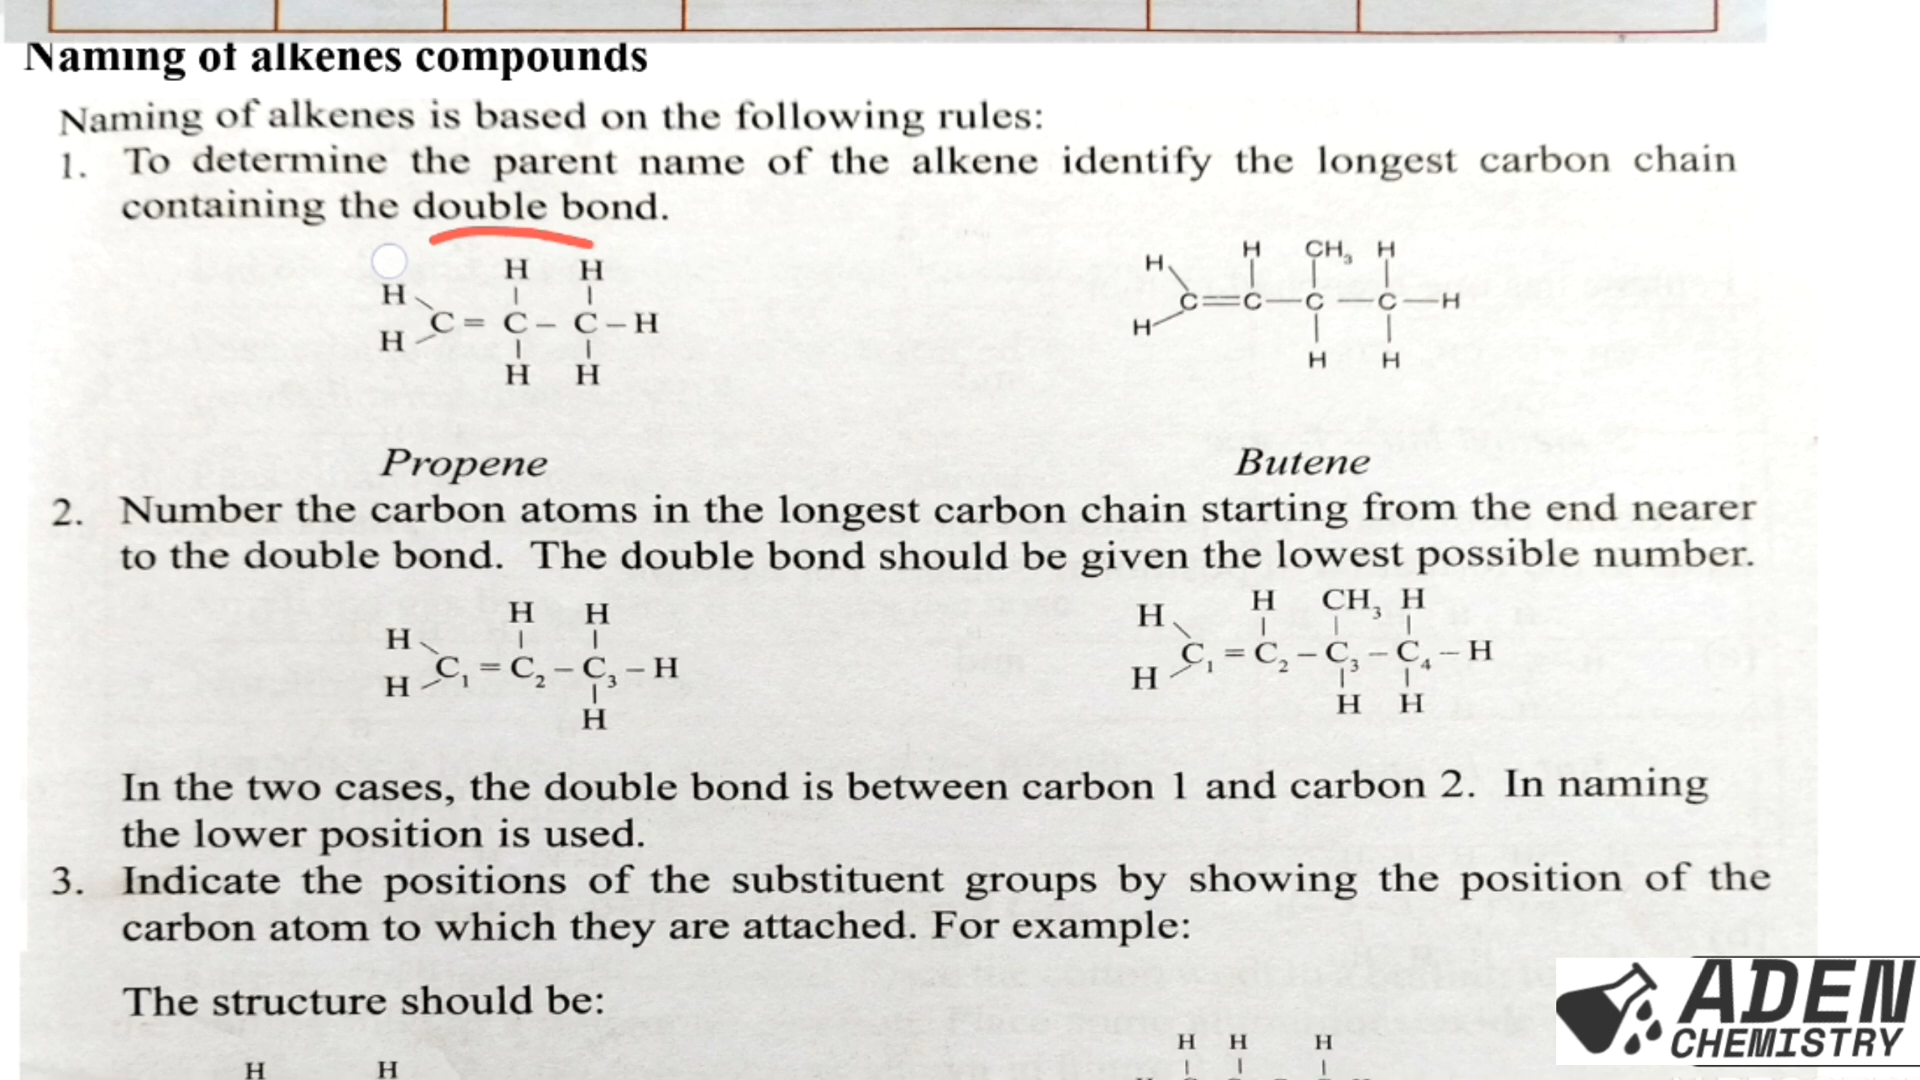 Naming of alkenes compounds
Naming of alkenes is based on the following rules:
1. To determine the parent name of the alkene identify the longest carbon chain
containing the double bond.
H H
H
C = C – C – H
H
H H
H CH₃ H
H
C=C—C—C—H
H
H H
Propene Butene
2. Number the carbon atoms in the longest carbon chain starting from the end nearer
to the double bond. The double bond should be given the lowest possible number.
H H
H
C₁ = C₂ – C₃ – H
H
H
H CH₃ H
H
C₁ = C₂ – C₃ – C₄ – H
H
H H
In the two cases, the double bond is between carbon 1 and carbon 2. In naming
the lower position is used.
3. Indicate the positions of the substituent groups by showing the position of the
carbon atom to which they are attached. For example:
The structure should be:
H H
H H H
ADEN
CHEMISTRY